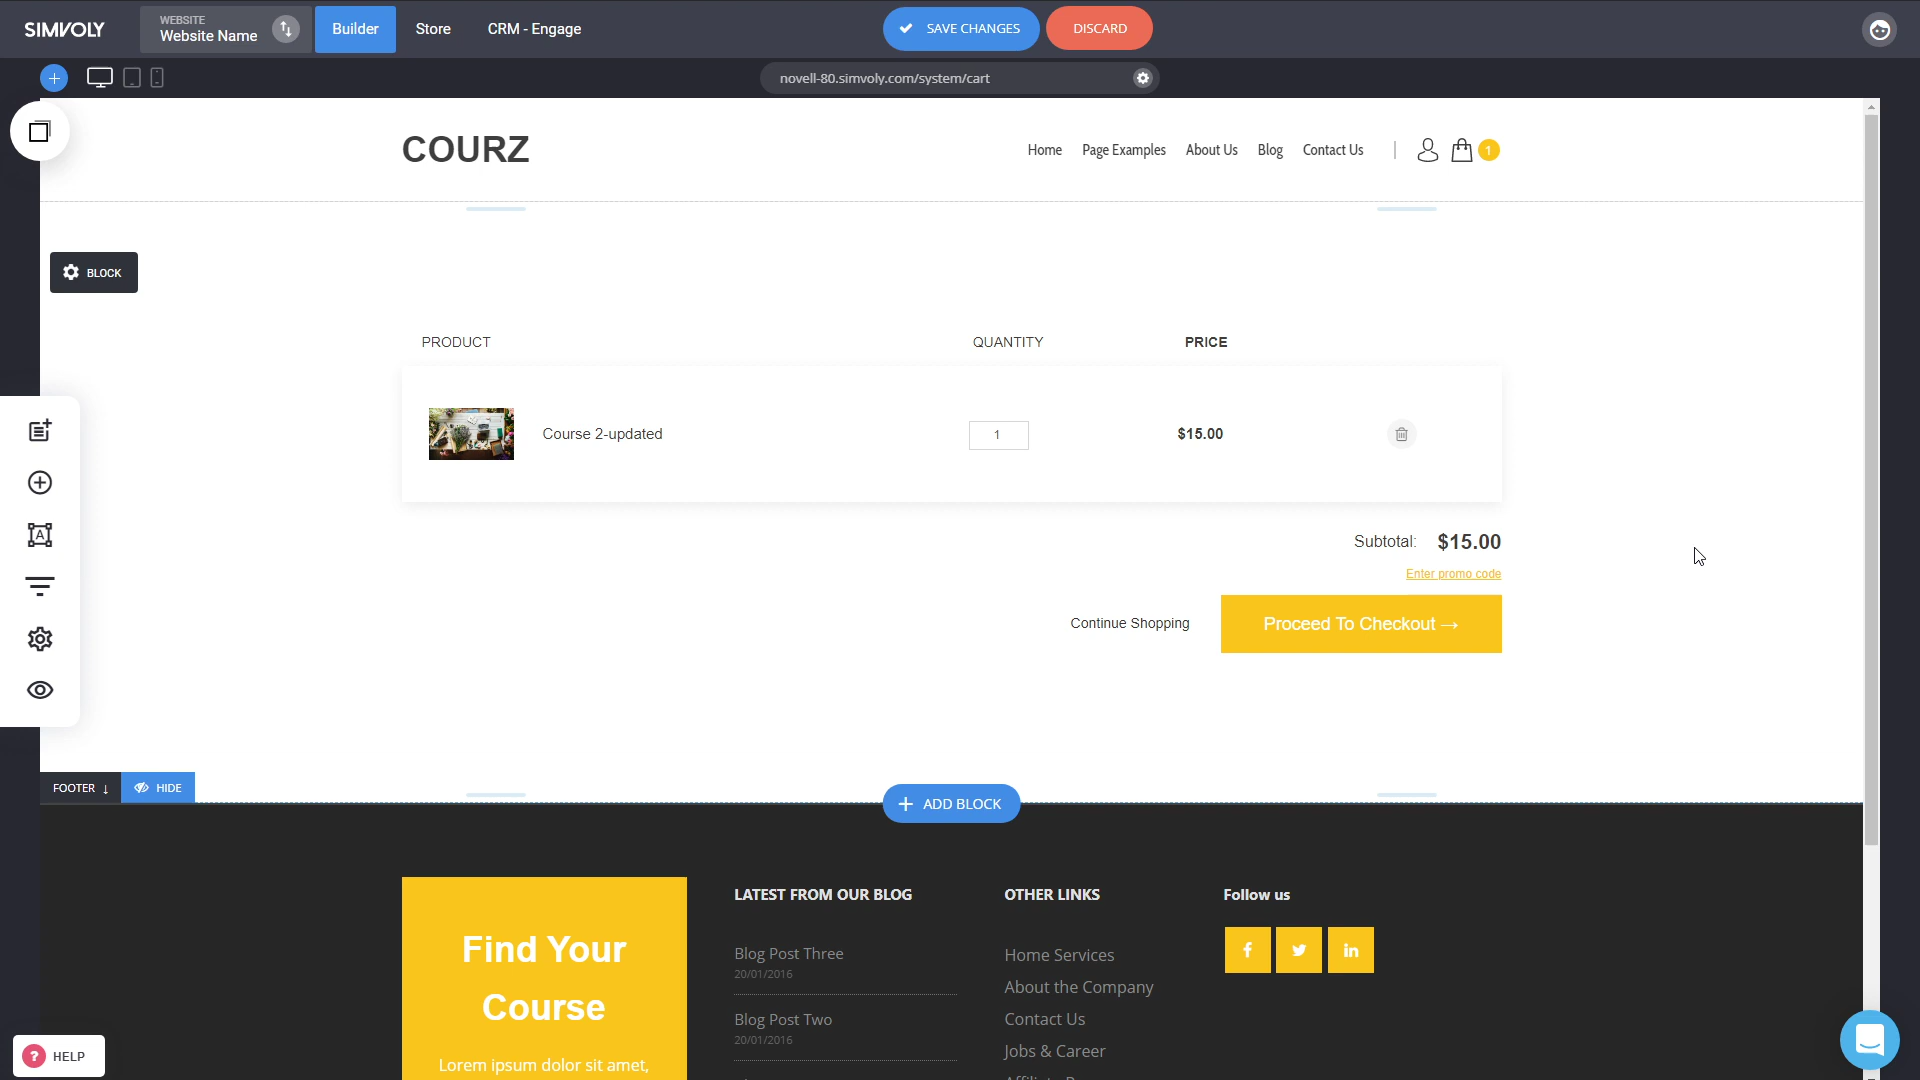 SIMVOLY
WEBSITE
Website Name
Builder
Store
CRM - Engage
SAVE CHANGES
DISCARD
novell-80.simvoly.com/system/cart
COURZ
Home
Page Examples
About Us
Blog
Contact Us
1
BLOCK
PRODUCT
QUANTITY
PRICE
Course 2-updated
1
$15.00
Subtotal: $15.00
Enter promo code
Continue Shopping
Proceed To Checkout →
FOOTER ↓
HIDE
+ ADD BLOCK
Find Your
Course
Lorem ipsum dolor sit amet,
LATEST FROM OUR BLOG
Blog Post Three
20/01/2016
Blog Post Two
20/01/2016
OTHER LINKS
Home Services
About the Company
Contact Us
Jobs & Career
Follow us
? HELP